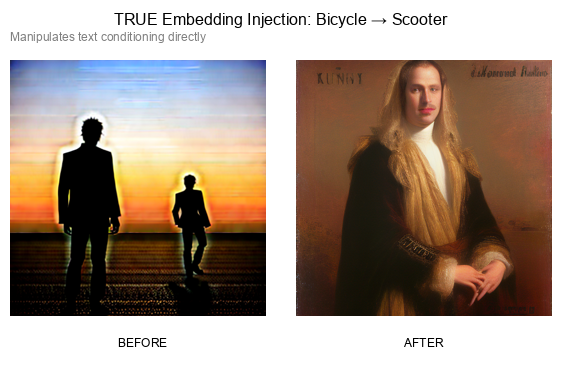 TRUE Embedding Injection: Bicycle → Scooter
Manipulates text conditioning directly
BEFORE
AFTER